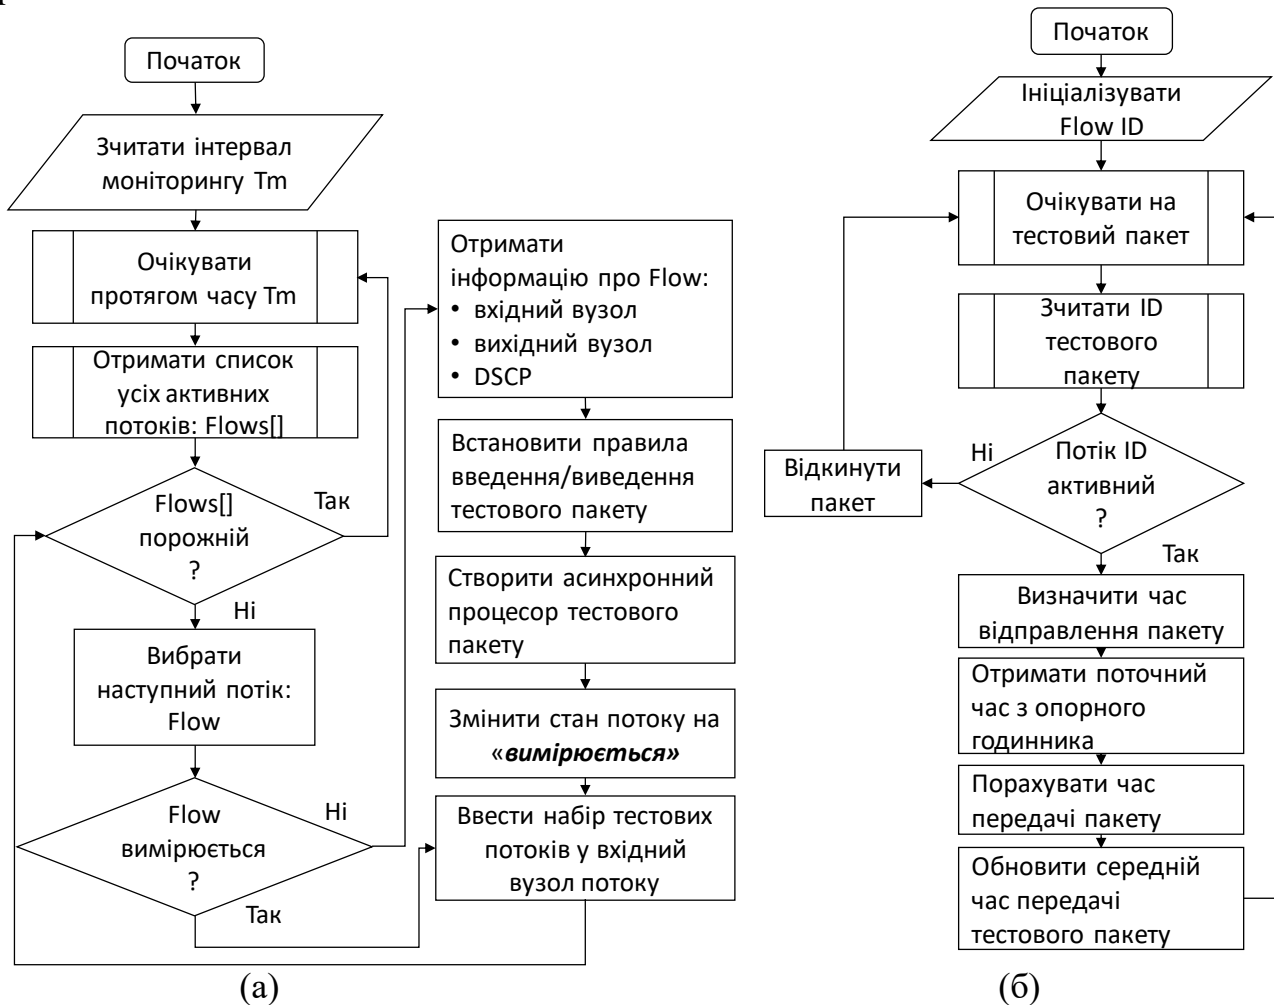 Початок
Зчитати інтервал
моніторингу Tm
Очікувати
протягом часу Tm
Отримати список
усіх активних
потоків: Flows[]
Flows[]
порожній
?
Так
Ні
Вибрати
наступний потік:
Flow
Flow
вимірюється
?
Ні
Так
Отримати
інформацію про Flow:
• вхідний вузол
• вихідний вузол
• DSCP
Встановити правила
введення/виведення
тестового пакету
Створити асинхронний
процесор тестового
пакету
Змінити стан потоку на
«вимірюється»
Ввести набір тестових
потоків у вхідний
вузол потоку
(а)
Початок
Ініціалізувати
Flow ID
Очікувати на
тестовий пакет
Зчитати ID
тестового
пакету
Потік ID
активний
?
Ні
Відкинути
пакет
Так
Визначити час
відправлення пакету
Отримати поточний
час з опорного
годинника
Порахувати час
передачі пакету
Обновити середній
час передачі
тестового пакету
(б)